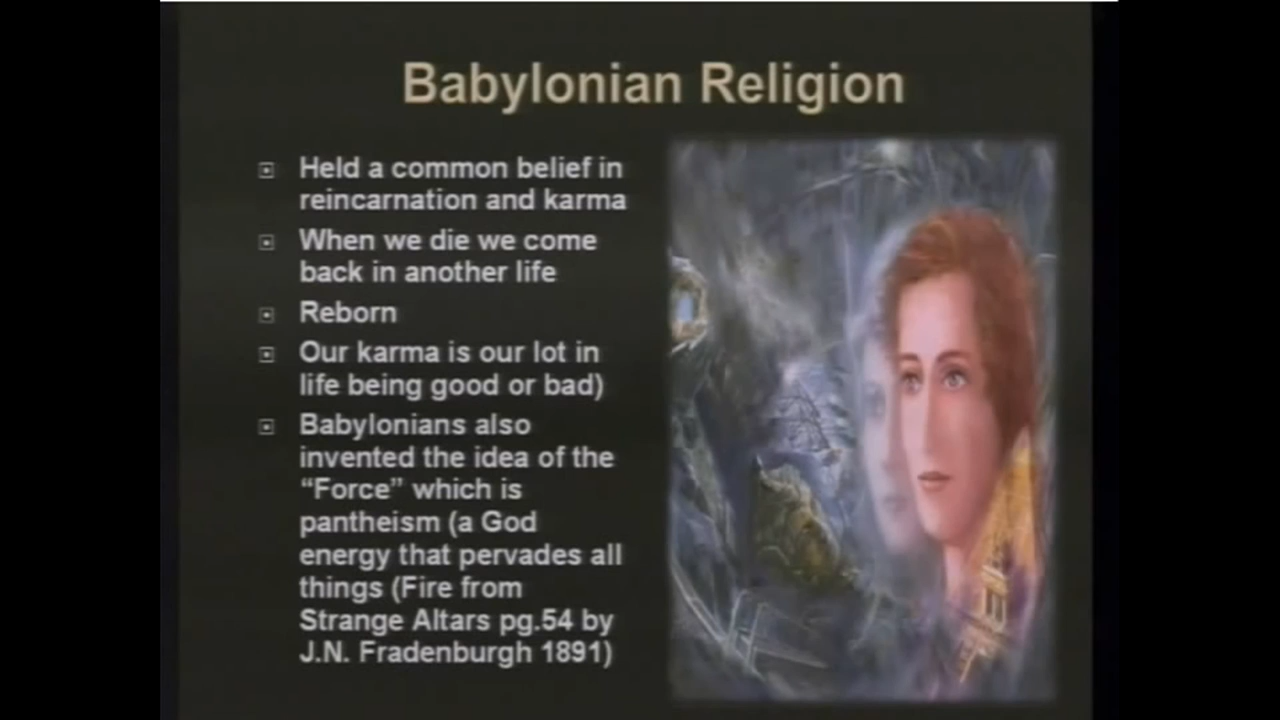 Babylonian Religion
Held a common belief in
reincarnation and karma
When we die we come
back in another life
Reborn
Our karma is our lot in
life being good or bad)
Babylonians also
invented the idea of the
“Force” which is
pantheism (a God
energy that pervades all
things (Fire from
Strange Altars pg.54 by
J.N. Fradenburgh 1891)